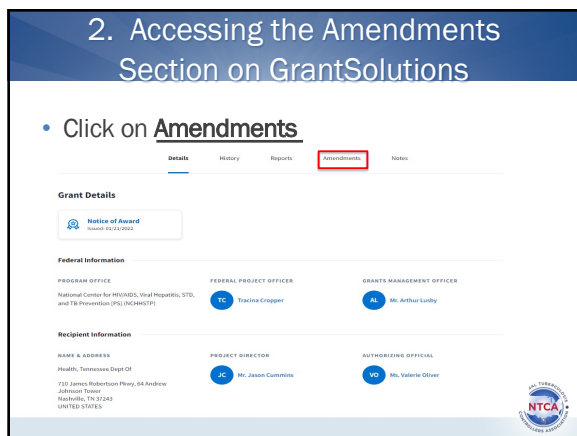 2. Accessing the Amendments
Section on GrantSolutions
• Click on Amendments
Details History Reports Amendments Notes
Grant Details
Notice of Award
Issued: 01/21/2022
Federal Information
PROGRAM OFFICE FEDERAL PROJECT OFFICER GRANTS MANAGEMENT OFFICER
National Center for HIV/AIDS, Viral Hepatitis, STD,
and TB Prevention [PS] (NCHHSTP)
TC Tracina Cropper
AL Mr. Arthur Lusby
Recipient Information
NAME & ADDRESS PROJECT DIRECTOR AUTHORIZING OFFICIAL
Health, Tennessee Dept Of
710 James Robertson Pkwy, 64 Andrew
Johnson Tower
Nashville, TN 37243
UNITED STATES
JC Mr. Jason Cummins
VO Ms. Valerie Oliver
NTCA
CONTROLLERS ASSOCIATION